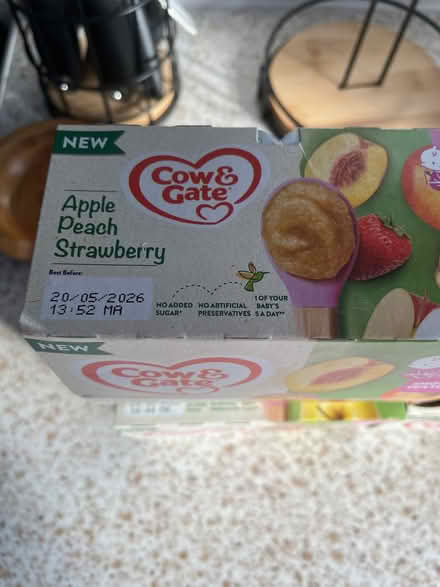 NEW
Cow &
Gate
Apple
Peach
Strawberry
Best Before:
20/05/2026
13:52 MA
NO ADDED
SUGAR*
NO ARTIFICIAL
PRESERVATIVES
1 OF YOUR
BABY'S
5 A DAY**
NEW
Cow &
Gate